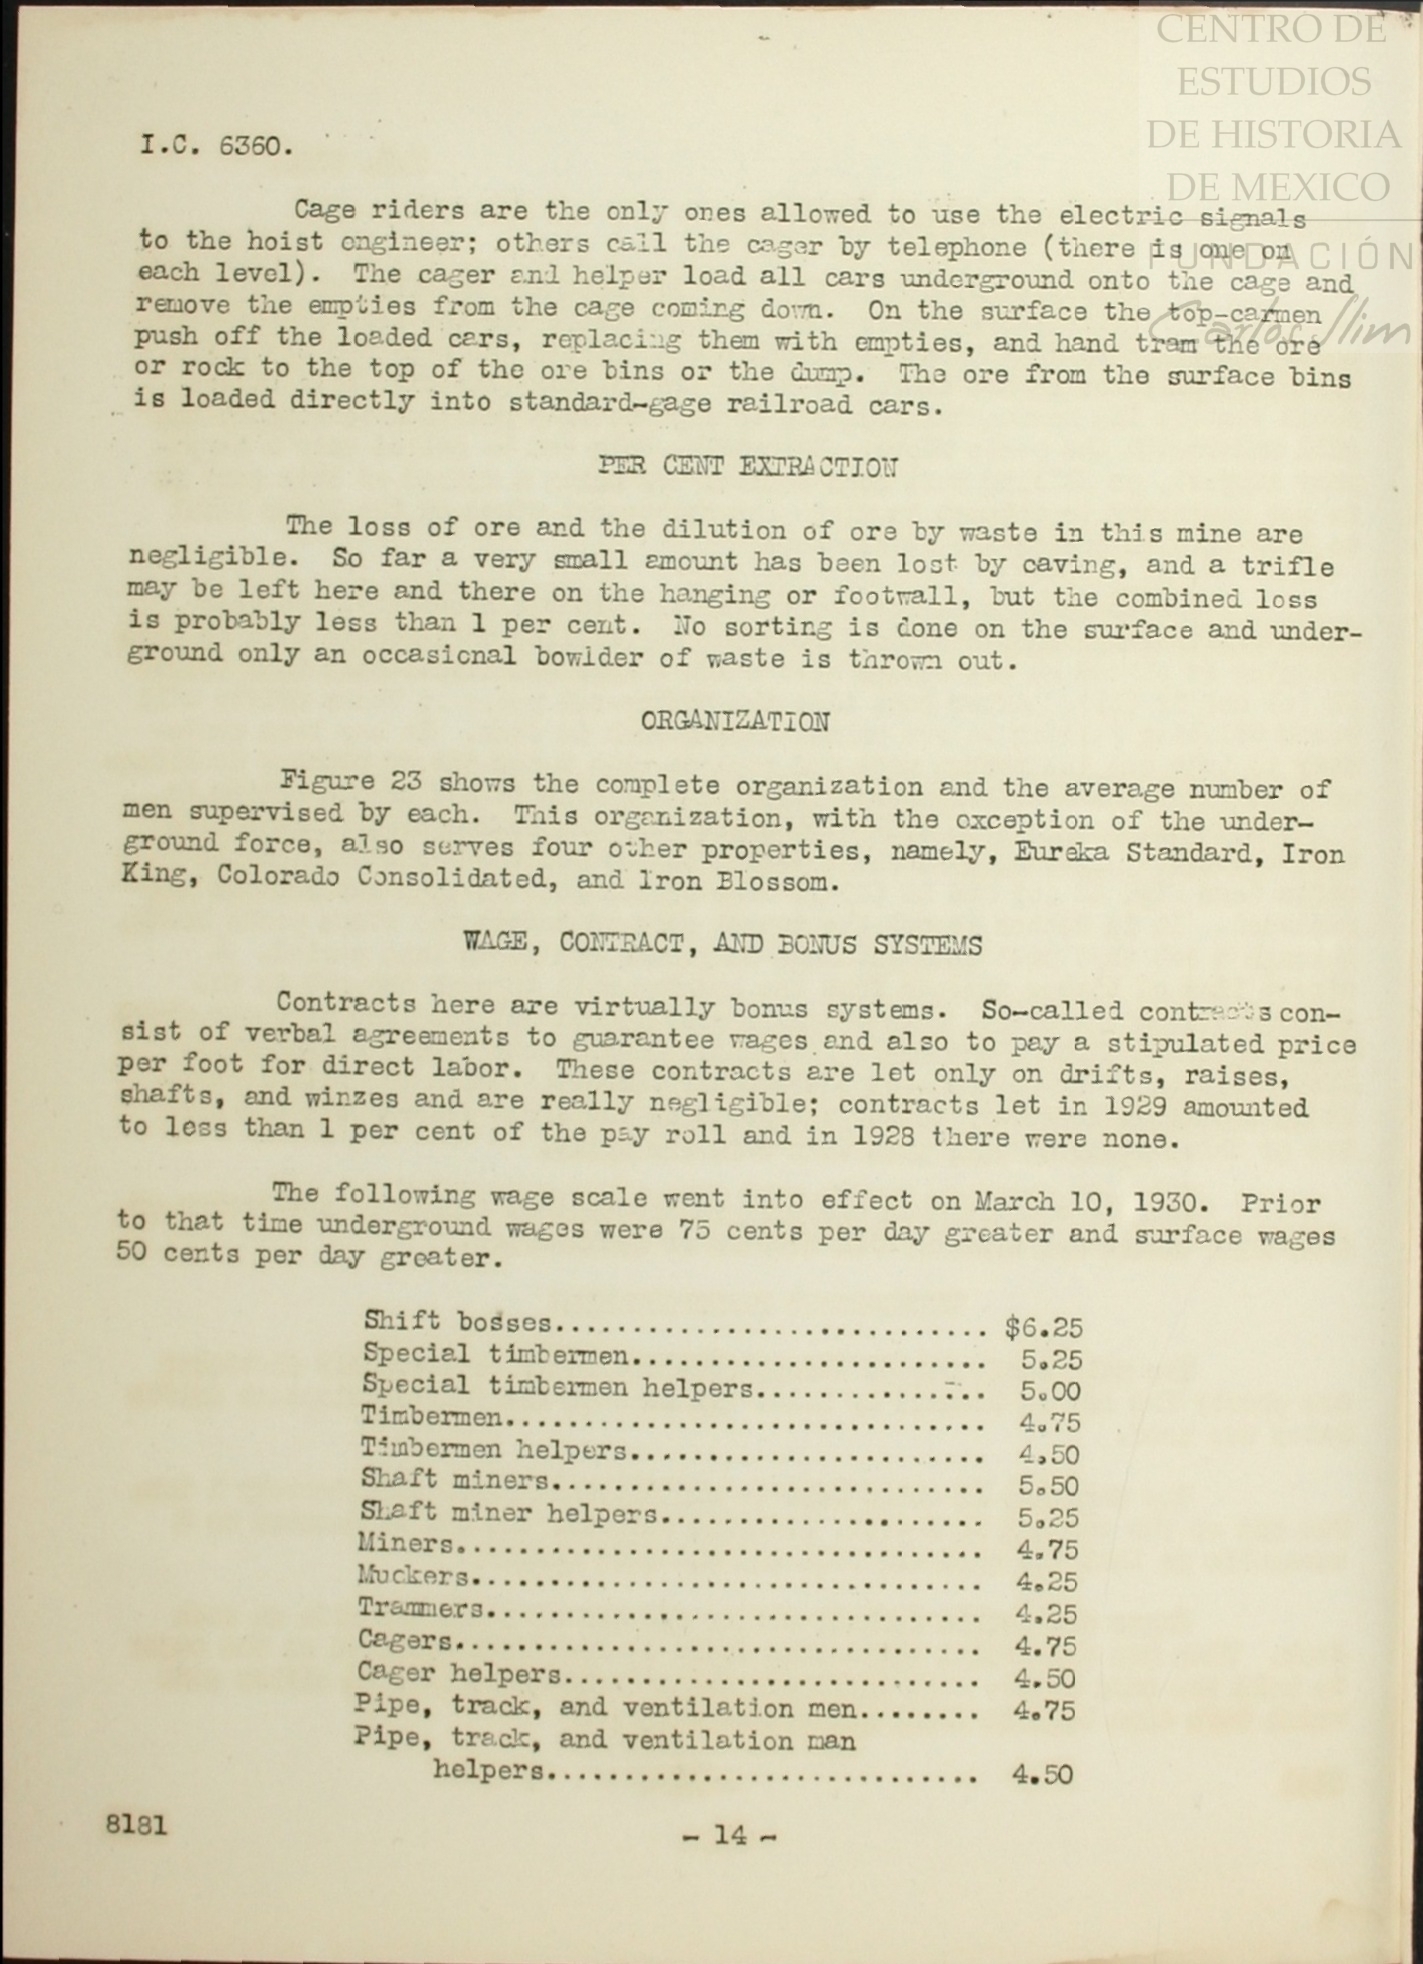 CENTRO DE
ESTUDIOS
DE HISTORIA
DE MEXICO
FUNDACIÓN
Carlos Slim
I.C. 6360.
Cage riders are the only ones allowed to use the electric signals
to the hoist engineer; others call the cager by telephone (there is one on
each level). The cager and helper load all cars underground onto the cage and
remove the empties from the cage coming down. On the surface the top-carmen
push off the loaded cars, replacing them with empties, and hand tram the ore
or rock to the top of the ore bins or the dump. The ore from the surface bins
is loaded directly into standard-gage railroad cars.
PER CENT EXTRACTION
The loss of ore and the dilution of ore by waste in this mine are
negligible. So far a very small amount has been lost by caving, and a trifle
may be left here and there on the hanging or footwall, but the combined loss
is probably less than 1 per cent. No sorting is done on the surface and under-
ground only an occasional bowlder of waste is thrown out.
ORGANIZATION
Figure 23 shows the complete organization and the average number of
men supervised by each. This organization, with the exception of the under-
ground force, also serves four other properties, namely, Eureka Standard, Iron
King, Colorado Consolidated, and Iron Blossom.
WAGE, CONTRACT, AND BONUS SYSTEMS
Contracts here are virtually bonus systems. So-called contracts con-
sist of verbal agreements to guarantee wages and also to pay a stipulated price
per foot for direct labor. These contracts are let only on drifts, raises,
shafts, and winzes and are really negligible; contracts let in 1929 amounted
to less than 1 per cent of the pay roll and in 1928 there were none.
The following wage scale went into effect on March 10, 1930. Prior
to that time underground wages were 75 cents per day greater and surface wages
50 cents per day greater.
Shift bosses............................ $6.25
Special timbermen....................... 5.25
Special timbermen helpers............... 5.00
Timbermen............................... 4.75
Timbermen helpers....................... 4.50
Shaft miners............................ 5.50
Shaft miner helpers..................... 5.25
Miners.................................. 4.75
Muckers................................. 4.25
Trammers................................ 4.25
Cagers.................................. 4.75
Cager helpers........................... 4.50
Pipe, track, and ventilation men........ 4.75
Pipe, track, and ventilation man
helpers............................ 4.50
8181
- 14 -